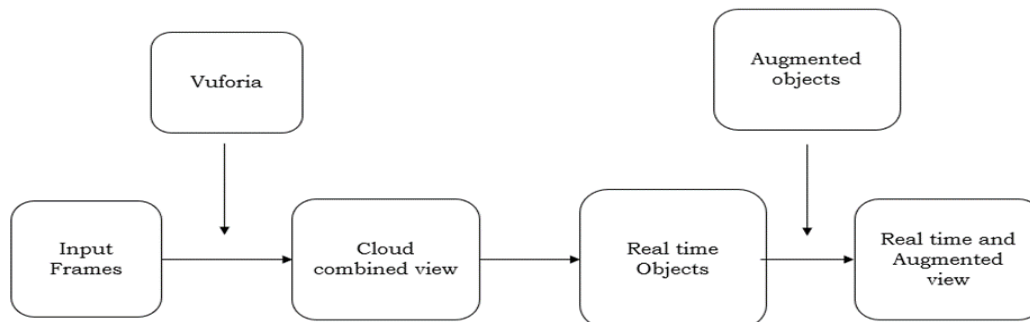 Vuforia
Augmented
objects
Input
Frames
Cloud
combined view
Real time
Objects
Real time and
Augmented
view